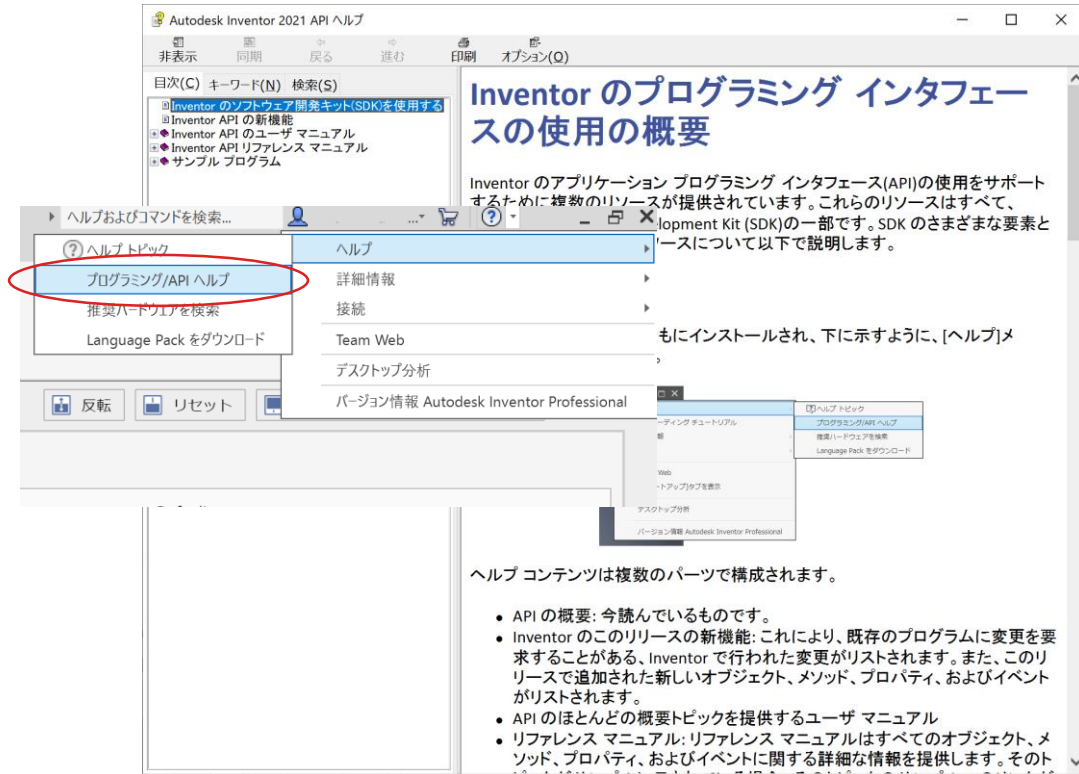 Autodesk Inventor 2021 API ヘルプ
非表示 同期 戻る 進む 印刷 オプション(O)
目次(C) キーワード(N) 検索(S)
Inventor のソフトウェア開発キット(SDK)を使用する
Inventor API の新機能
Inventor API のユーザ マニュアル
Inventor API リファレンス マニュアル
サンプル プログラム
Inventor のプログラミング インタフェー
スの使用の概要
Inventor のアプリケーション プログラミング インタフェース(API)の使用をサポート
するために複数のリソースが提供されています。これらのリソースはすべて、
lopment Kit (SDK)の一部です。SDK のさまざまな要素と
ースについて以下で説明します。
ヘルプおよびコマンドを検索...
ヘルプ トピック
プログラミング/API ヘルプ
推奨ハードウェアを検索
Language Pack をダウンロード
ヘルプ
詳細情報
接続
Team Web
デスクトップ分析
バージョン情報 Autodesk Inventor Professional
反転 リセット
もにインストールされ、下に示すように、[ヘルプ]メ
ーディング チュートリアル
報
Web
ートアップ]タブを表示
デスクトップ分析
バージョン情報 Autodesk Inventor Professional
ヘルプ トピック
プログラミング/API ヘルプ
推奨ハードウェアを検索
Language Pack をダウンロード
ヘルプ コンテンツは複数のパーツで構成されます。
• API の概要: 今読んでいるものです。
• Inventor のこのリリースの新機能: これにより、既存のプログラムに変更を要
求することがある、Inventor で行われた変更がリストされます。また、このリ
リースで追加された新しいオブジェクト、メソッド、プロパティ、およびイベント
がリストされます。
• API のほとんどの概要トピックを提供するユーザ マニュアル
• リファレンス マニュアル: リファレンス マニュアルはすべてのオブジェクト、メ
ソッド、プロパティ、およびイベントに関する詳細な情報を提供します。そのト